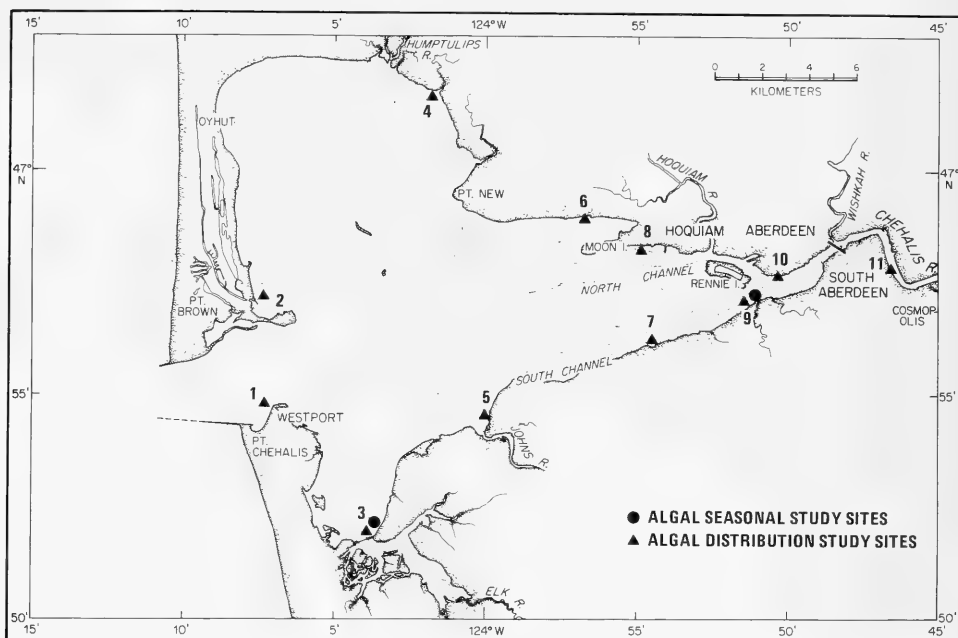 15'
10'
5'
124° W
55'
50'
45'
HUMPTULIPS
R.
0
2
4
6
KILOMETERS
4
OYHUT
47°
N
47°
N
PT. NEW
HOQUIAM
R.
WISHKAH R.
6
8
MOON I.
HOQUIAM
ABERDEEN
CHEHALIS
R.
10
11
NORTH CHANNEL
RENNIE I.
SOUTH
ABERDEEN
COSMOP
OLIS
2
PT.
BROWN
9
7
SOUTH CHANNEL
1
WESTPORT
PT.
CHEHALIS
5
JOHNS
R.
55'
55'
3
ALGAL SEASONAL STUDY SITES
ALGAL DISTRIBUTION STUDY SITES
ELK
R.
50'
50'
15'
10'
5'
124° W
55'
50'
45'